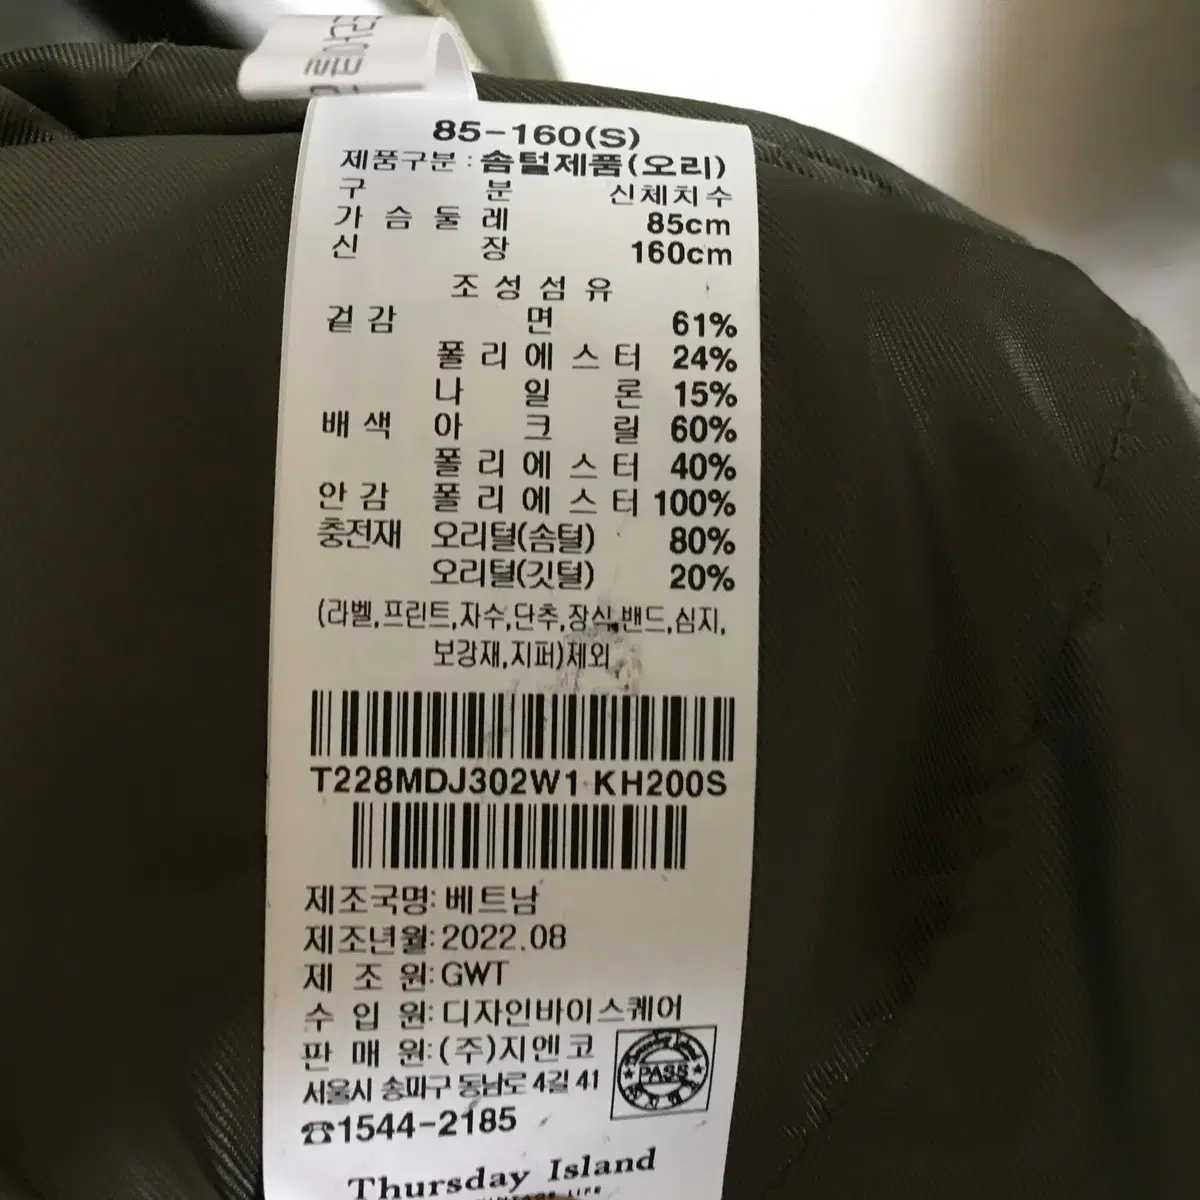 85-160(S)
제품구분 : 솜털제품(오리)
구 분 신체치수
가 슴 둘 레 85cm
신 장 160cm
조 성 섬 유
겉 감 면 61%
폴 리 에 스 터 24%
나 일 론 15%
배 색 아 크 릴 60%
폴 리 에 스 터 40%
안 감 폴 리 에 스 터 100%
충전재 오리털(솜털) 80%
오리털(깃털) 20%
(라벨,프린트,자수,단추,장식,밴드,심지,
보강재,지퍼)제외
T228MDJ302W1 KH200S
제조국명: 베트남
제조년월: 2022.08
제 조 원: GWT
수 입 원: 디자인바이스퀘어
판 매 원: (주)지엔코
서울시 송파구 동남로 4길 41
PASS
☎1544-2185
Thursday Island